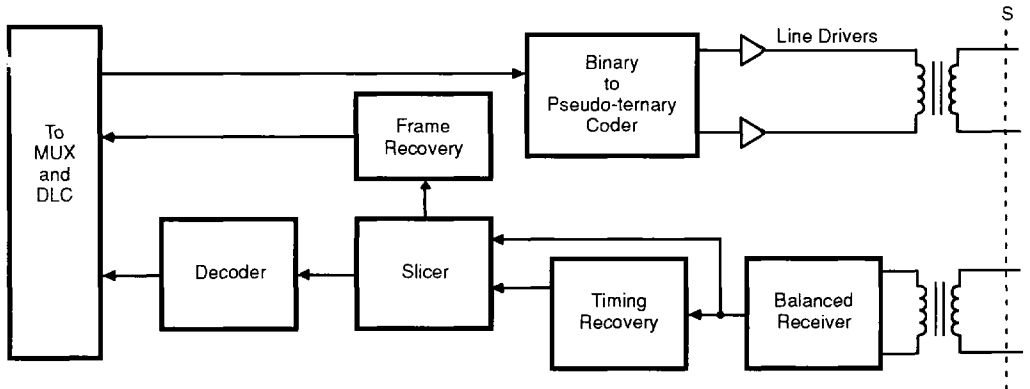 S
Line Drivers
Binary
to
Pseudo-ternary
Coder
To
MUX
and
DLC
Frame
Recovery
Decoder
Slicer
Timing
Recovery
Balanced
Receiver